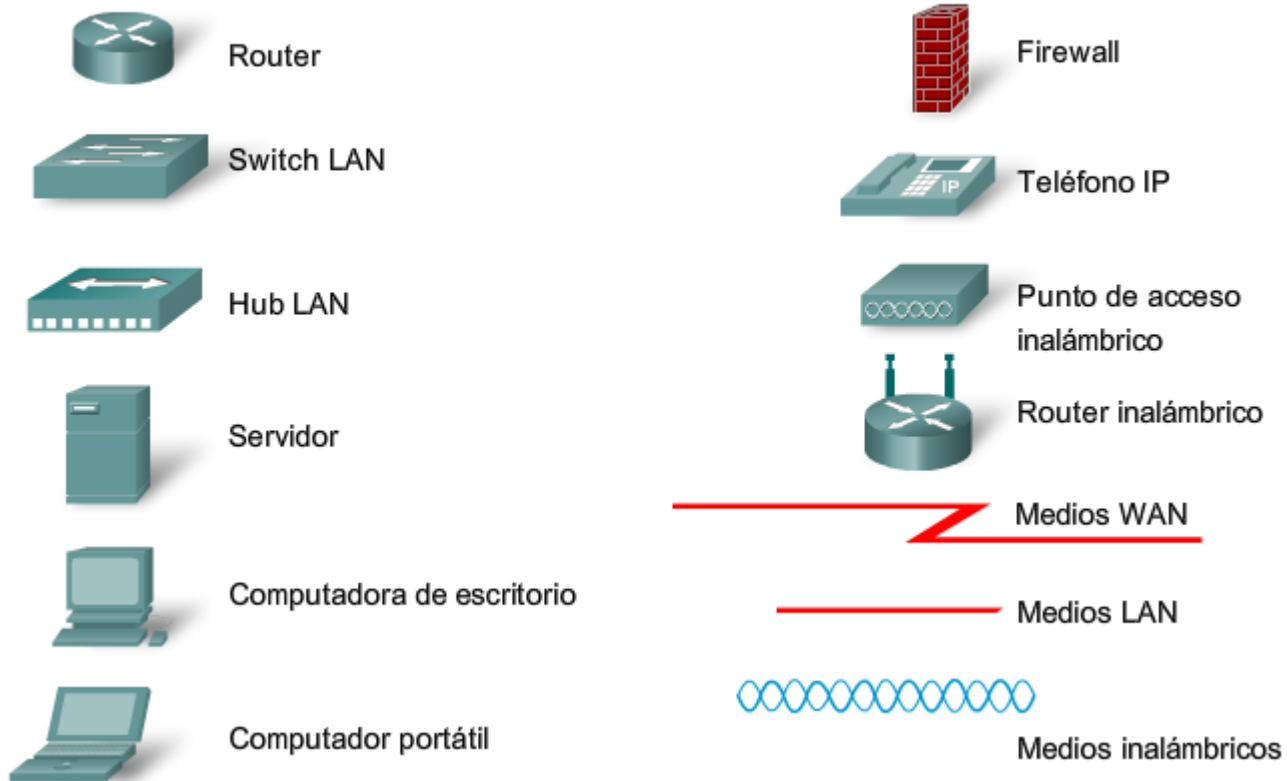 Router
Switch LAN
Hub LAN
Servidor
Computadora de escritorio
Computador portátil
Firewall
IP
Teléfono IP
Punto de acceso
inalámbrico
Router inalámbrico
Medios WAN
Medios LAN
Medios inalámbricos